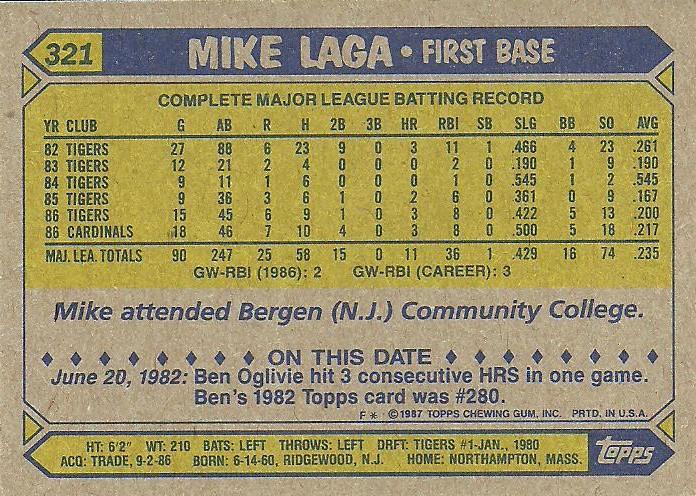 321 MIKE LAGA • FIRST BASE
COMPLETE MAJOR LEAGUE BATTING RECORD
YR CLUB G AB R H 2B 3B HR RBI SB SLG BB SO AVG
82 TIGERS 27 88 6 23 9 0 3 11 1 .466 4 23 .261
83 TIGERS 12 21 2 4 0 0 0 2 0 .190 1 9 .190
84 TIGERS 9 11 1 6 0 0 0 1 0 .545 1 2 .545
85 TIGERS 9 36 3 6 1 0 2 6 0 .361 0 9 .167
86 TIGERS 15 45 6 9 1 0 3 8 0 .422 5 13 .200
86 CARDINALS 18 46 7 10 4 0 3 8 0 .500 5 18 .217
MAJ. LEA. TOTALS 90 247 25 58 15 0 11 36 1 .429 16 74 .235
GW-RBI (1986): 2 GW-RBI (CAREER): 3
Mike attended Bergen (N.J.) Community College.
ON THIS DATE
June 20, 1982: Ben Oglivie hit 3 consecutive HRS in one game.
Ben's 1982 Topps card was #280.
F * ©1987 TOPPS CHEWING GUM, INC. PRTD. IN U.S.A.
HT: 6'2" WT: 210 BATS: LEFT THROWS: LEFT DRFT: TIGERS #1-JAN., 1980
ACQ: TRADE, 9-2-86 BORN: 6-14-60, RIDGEWOOD, N.J. HOME: NORTHAMPTON, MASS.
topps